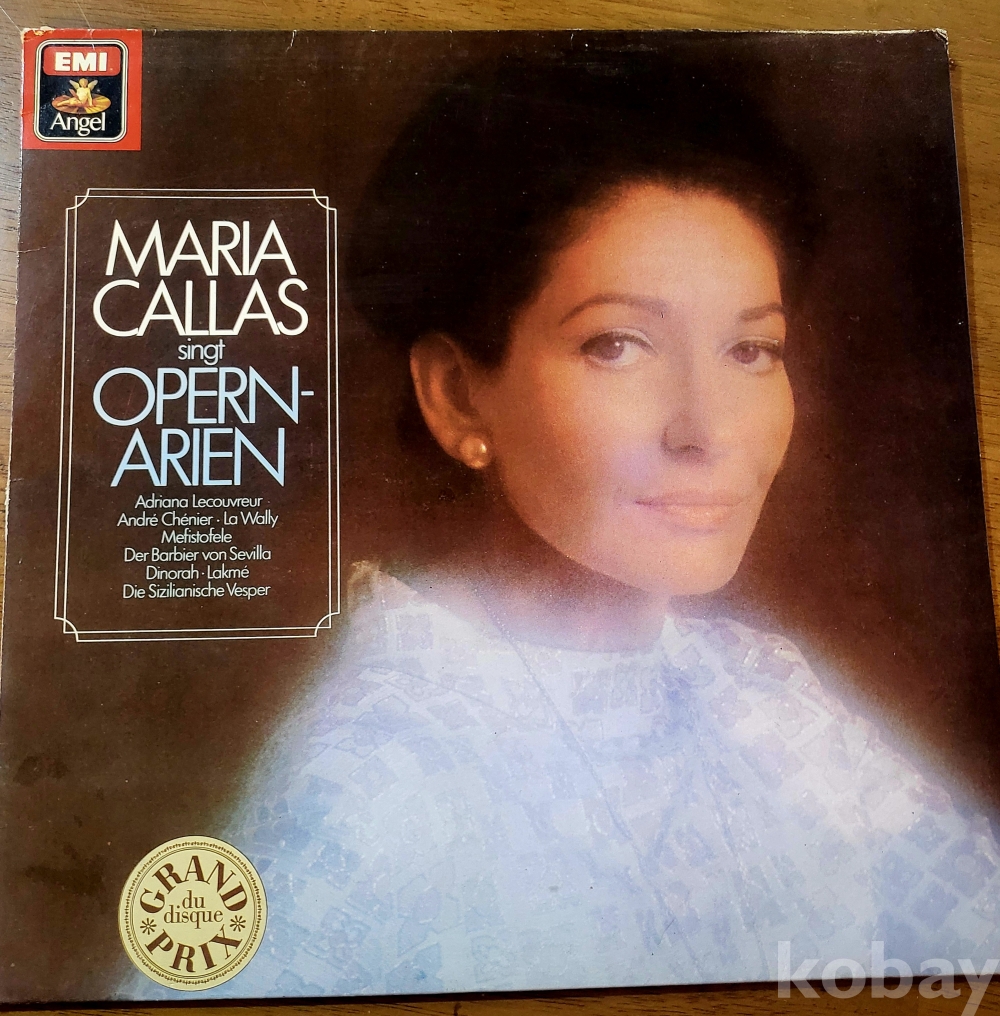 EMI
Angel
MARIA
CALLAS
singt
OPERN-
ARIEN
Adriana Lecouvreur
André Chénier · La Wally
Mefistofele
Der Barbier von Sevilla
Dinorah · Lakmé
Die Sizilianische Vesper
GRAND
du
disque
PRIX
kobay